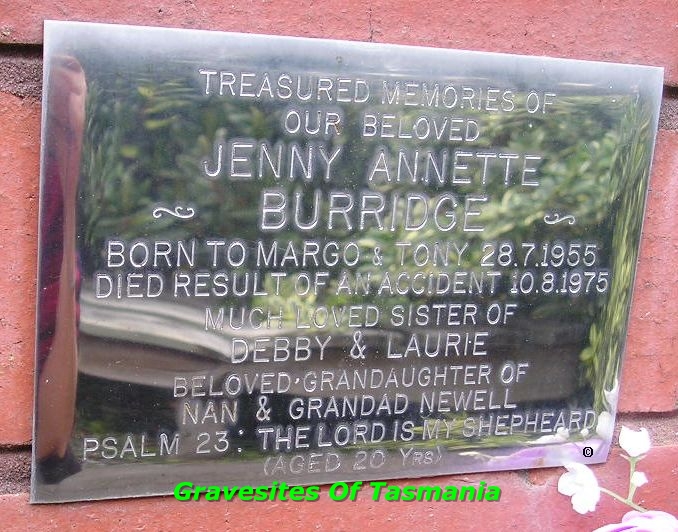 TREASURED MEMORIES OF
OUR BELOVED
JENNY ANNETTE
BURRIDGE
BORN TO MARGO & TONY 28.7.1955
DIED RESULT OF AN ACCIDENT 10.8.1975
MUCH LOVED SISTER OF
DEBBY & LAURIE
BELOVED·GRANDAUGHTER OF
NAN & GRANDAD NEWELL
PSALM 23: THE LORD IS MY SHEPHEARD
(AGED 20 YRS)
©
Gravesites Of Tasmania